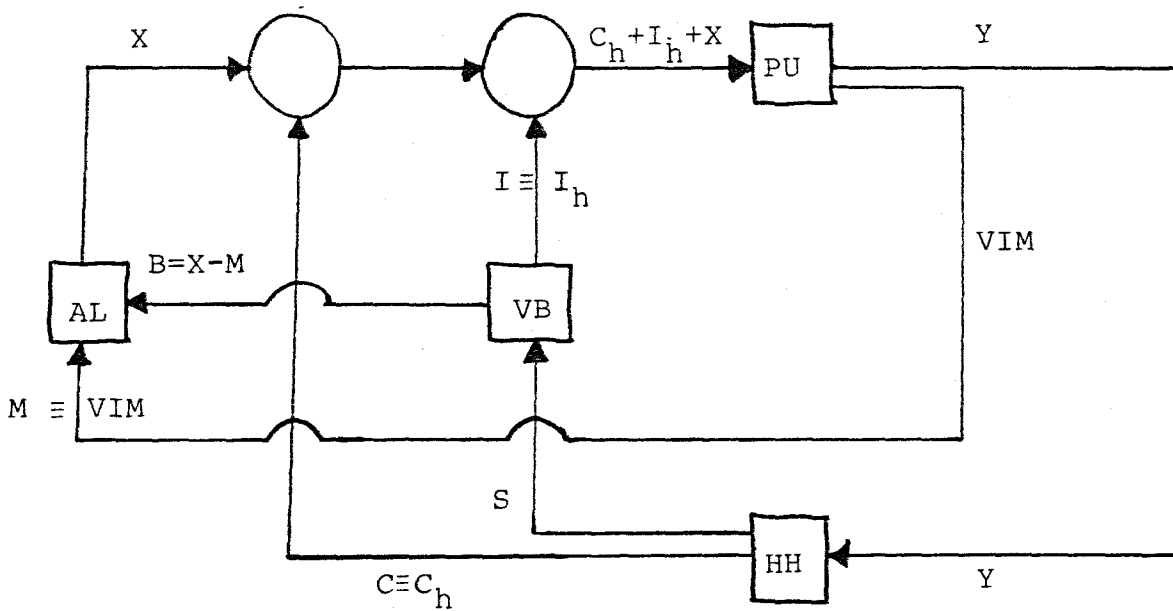 X
C_h+I_h+X
Y
PU
I ≡ I_h
VIM
B=X-M
AL
VB
M ≡ VIM
S
HH
C≡C_h
Y